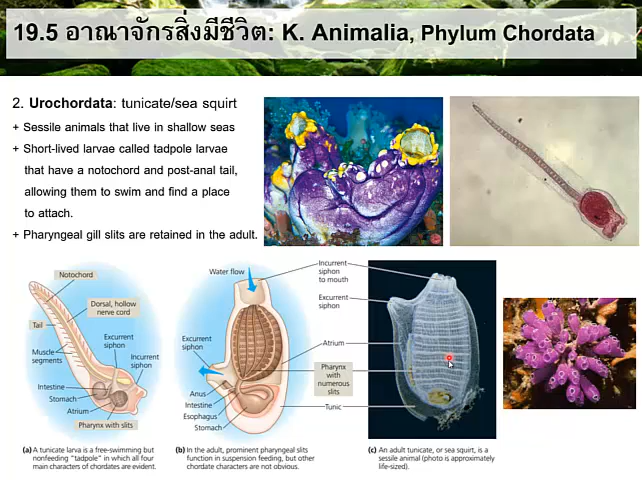 19.5 อาณาจักรสิ่งมีชีวิต: K. Animalia, Phylum Chordata
2. Urochordata: tunicate/sea squirt
+ Sessile animals that live in shallow seas
+ Short-lived larvae called tadpole larvae
that have a notochord and post-anal tail,
allowing them to swim and find a place
to attach.
+ Pharyngeal gill slits are retained in the adult.
Notochord
Dorsal, hollow
nerve cord
Tail
Excurrent
siphon
Incurrent
siphon
Muscle
segments
Intestine
Stomach
Atrium
Pharynx with slits
(a) A tunicate larva is a free-swimming but
nonfeeding "tadpole" in which all four
main characters of chordates are evident.
Water flow
Excurrent
siphon
Anus
Intestine
Esophagus
Stomach
(b) In the adult, prominent pharyngeal slits
function in suspension feeding, but other
chordate characters are not obvious.
Incurrent
siphon
to mouth
Excurrent
siphon
Atrium
Pharynx
with
numerous
slits
Tunic
(c) An adult tunicate, or sea squirt, is a
sessile animal (photo is approximately
life-sized).